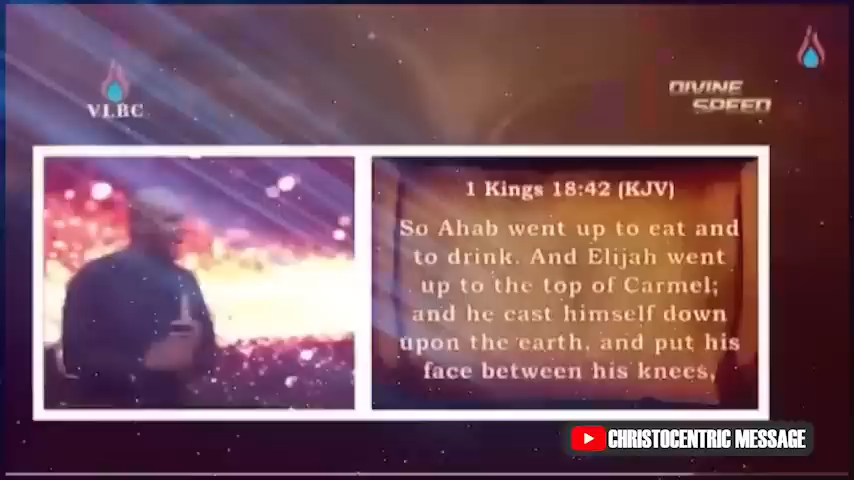 VLBC
DIVINE
SPEED
1 Kings 18:42 (KJV)
So Ahab went up to eat and
to drink. And Elijah went
up to the top of Carmel;
and he cast himself down
upon the earth, and put his
face between his knees,
CHRISTOCENTRIC MESSAGE